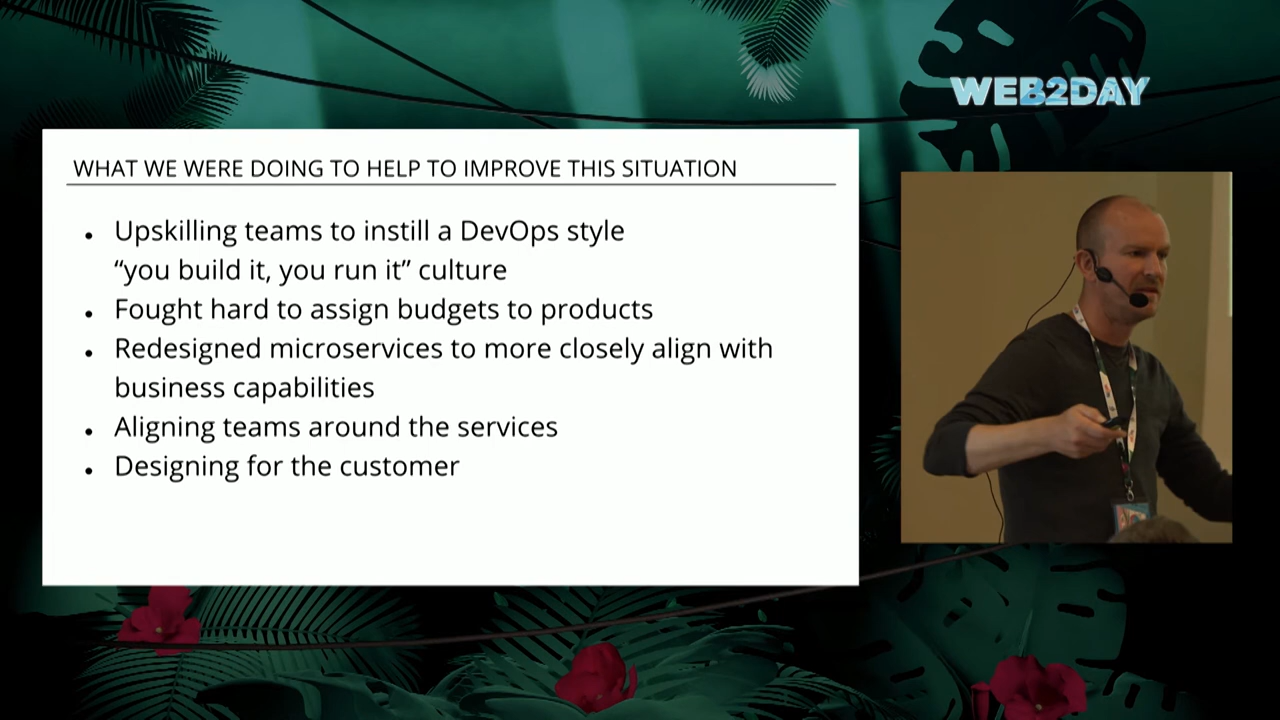 WEB2DAY
WHAT WE WERE DOING TO HELP TO IMPROVE THIS SITUATION
• Upskilling teams to instill a DevOps style
“you build it, you run it” culture
• Fought hard to assign budgets to products
• Redesigned microservices to more closely align with
business capabilities
• Aligning teams around the services
• Designing for the customer